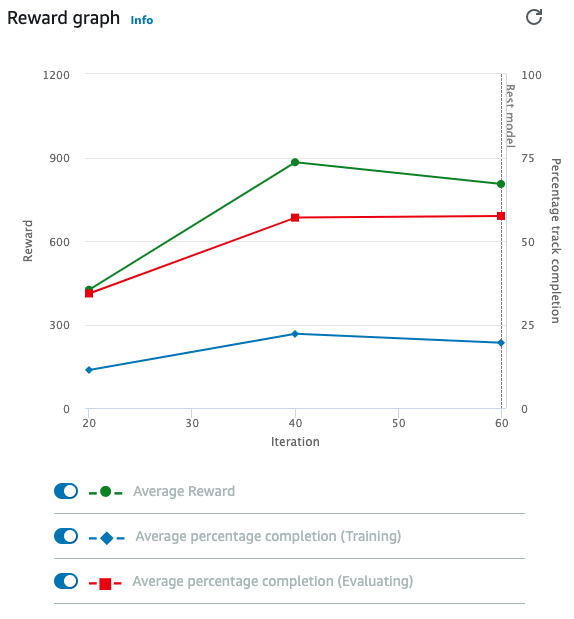 Reward graph Info
1200
900
600
300
0
Reward
100
75
50
25
0
Percentage track completion
Best model
20 30 40 50 60
Iteration
Average Reward
Average percentage completion (Training)
Average percentage completion (Evaluating)